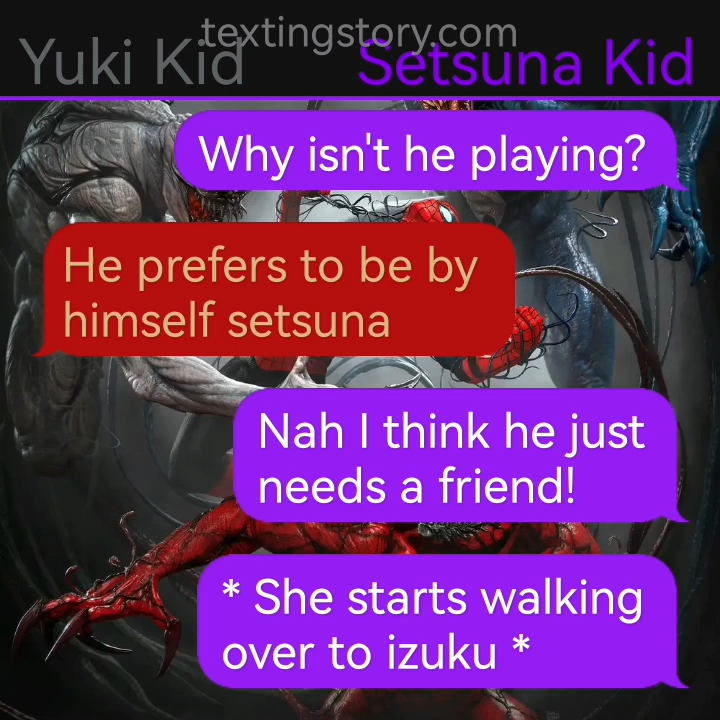 textingstory.com
Yuki Kid
Setsuna Kid
Why isn't he playing?
He prefers to be by
himself setsuna
Nah I think he just
needs a friend!
* She starts walking
over to izuku *